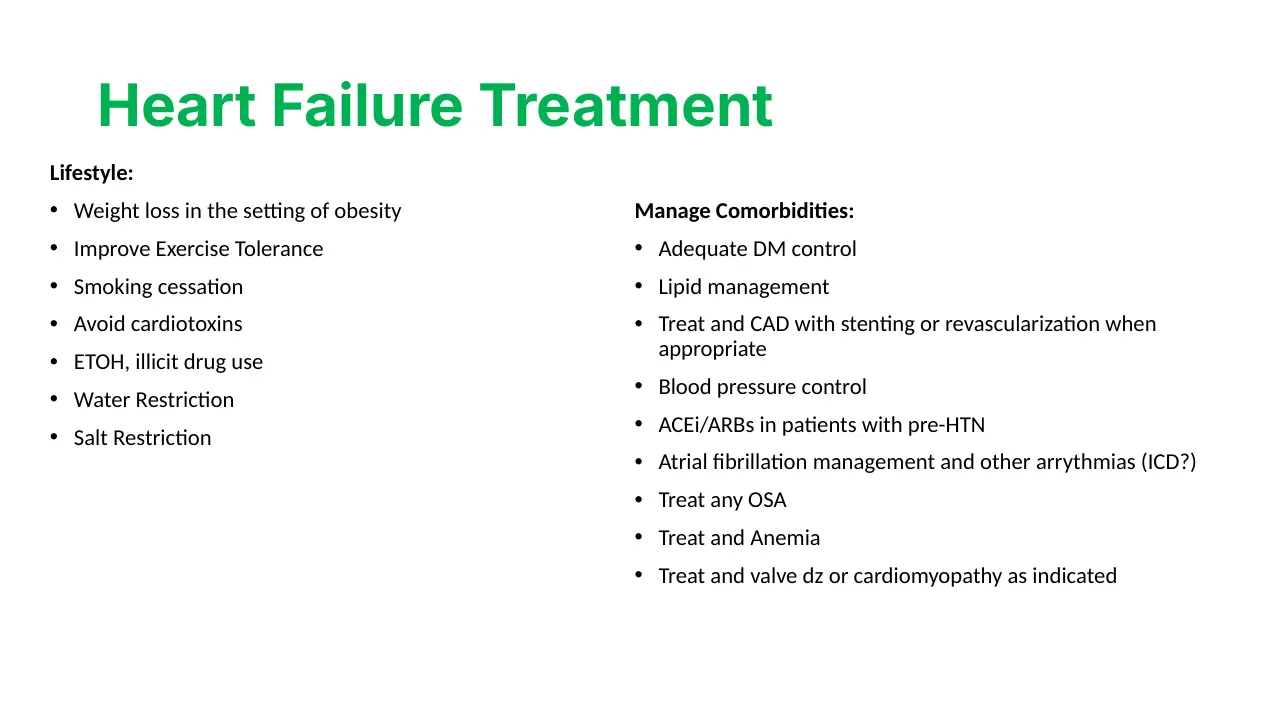 Heart Failure Treatment
Lifestyle:
• Weight loss in the setting of obesity
• Improve Exercise Tolerance
• Smoking cessation
• Avoid cardiotoxins
• ETOH, illicit drug use
• Water Restriction
• Salt Restriction
Manage Comorbidities:
• Adequate DM control
• Lipid management
• Treat and CAD with stenting or revascularization when
appropriate
• Blood pressure control
• ACEi/ARBs in patients with pre-HTN
• Atrial fibrillation management and other arrythmias (ICD?)
• Treat any OSA
• Treat and Anemia
• Treat and valve dz or cardiomyopathy as indicated